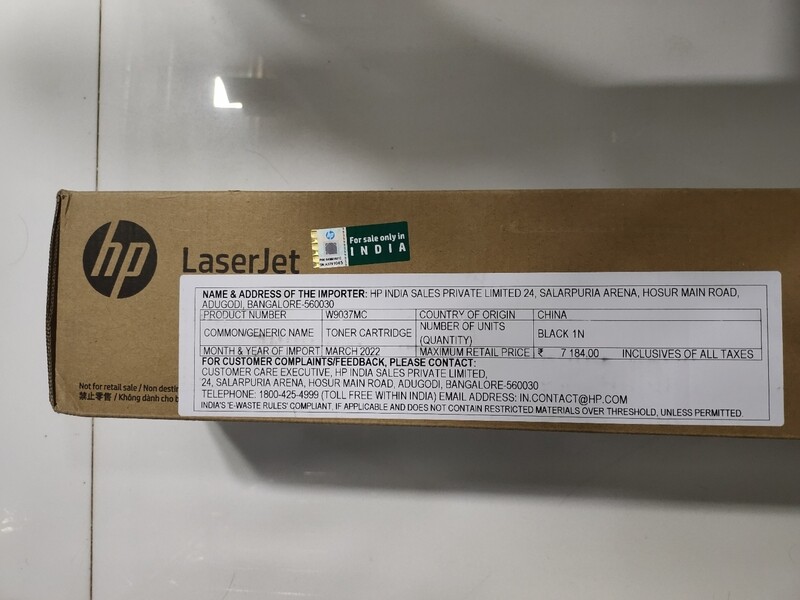 hp
LaserJet
For sale only in
INDIA
NAME & ADDRESS OF THE IMPORTER: HP INDIA SALES PRIVATE LIMITED 24, SALARPURIA ARENA, HOSUR MAIN ROAD,
ADUGODI, BANGALORE-560030
PRODUCT NUMBER W9037MC COUNTRY OF ORIGIN CHINA
COMMON/GENERIC NAME TONER CARTRIDGE NUMBER OF UNITS (QUANTITY) BLACK 1N
MONTH & YEAR OF IMPORT MARCH 2022 MAXIMUM RETAIL PRICE ₹ 7 184.00 INCLUSIVES OF ALL TAXES
FOR CUSTOMER COMPLAINTS/FEEDBACK, PLEASE CONTACT:
CUSTOMER CARE EXECUTIVE, HP INDIA SALES PRIVATE LIMITED,
24, SALARPURIA ARENA, HOSUR MAIN ROAD, ADUGODI, BANGALORE-560030
TELEPHONE: 1800-425-4999 (TOLL FREE WITHIN INDIA) EMAIL ADDRESS: IN.CONTACT@HP.COM
INDIA'S 'E-WASTE RULES' COMPLIANT. IF APPLICABLE AND DOES NOT CONTAIN RESTRICTED MATERIALS OVER THRESHOLD, UNLESS PERMITTED.
Not for retail sale / Non destin
禁止零售 / Không dành cho b